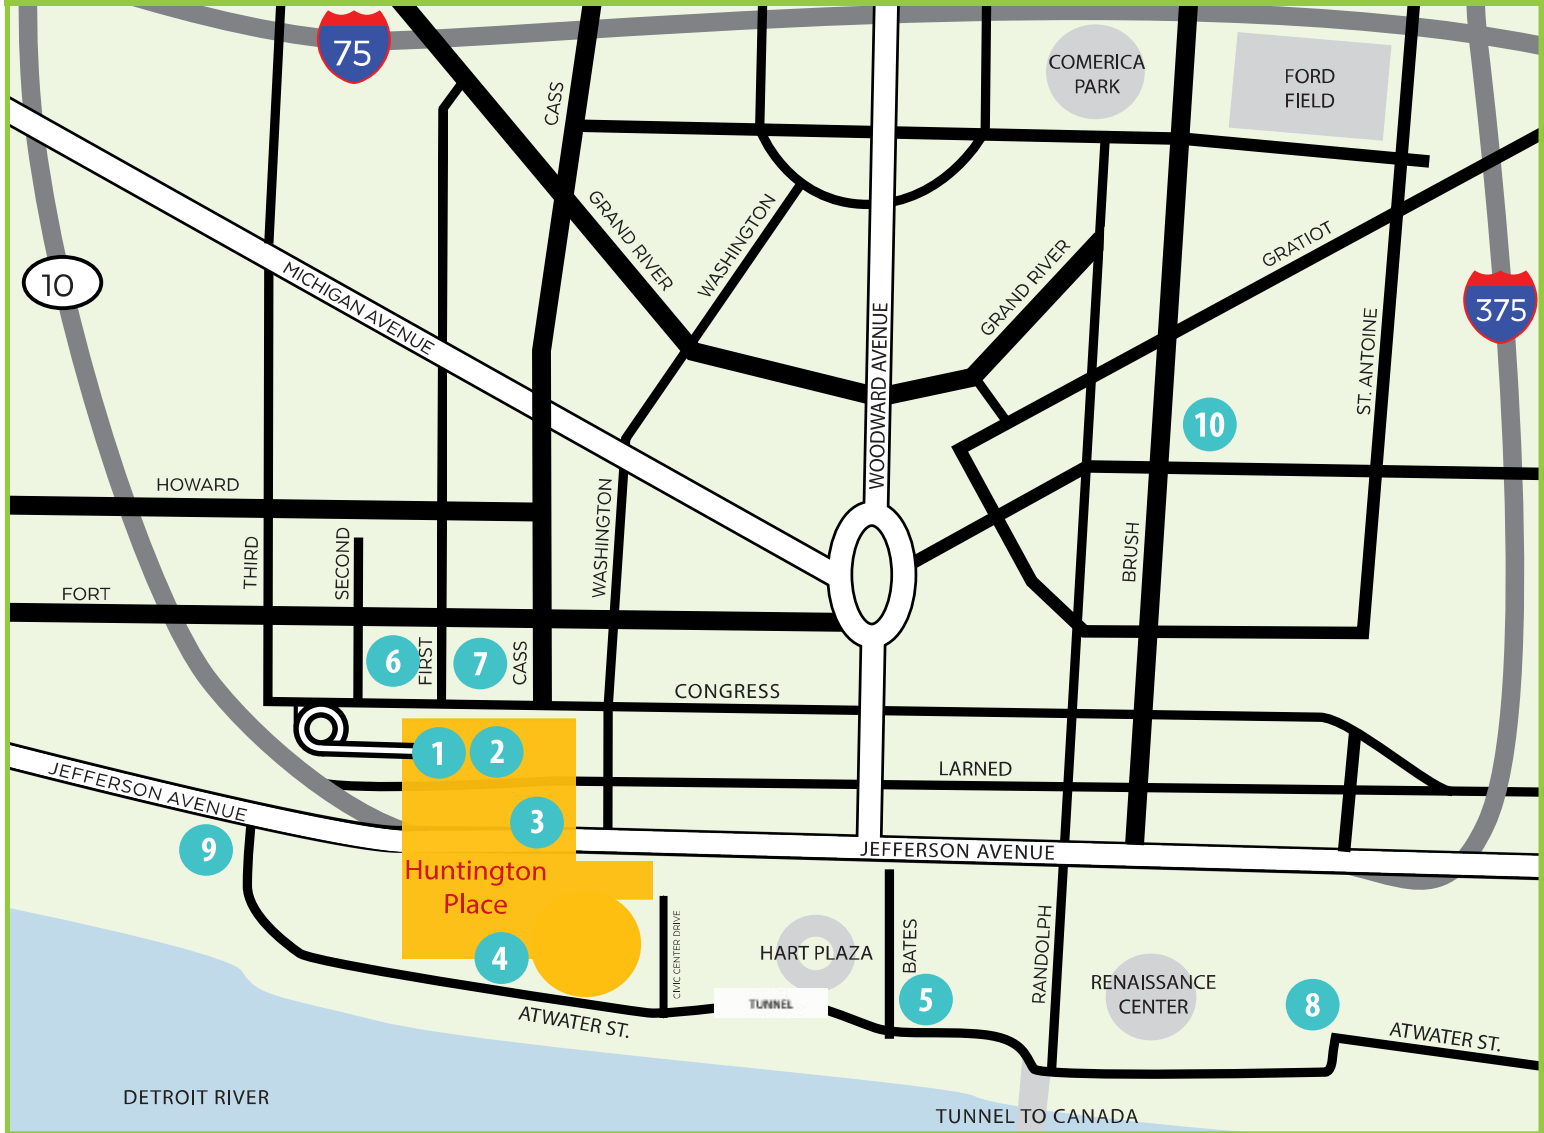 75
CASS
COMERICA
PARK
FORD
FIELD
GRAND RIVER
WASHINGTON
GRAND RIVER
GRATIOT
10
MICHIGAN AVENUE
WOODWARD AVENUE
375
ST. ANTOINE
10
HOWARD
THIRD
SECOND
WASHINGTON
BRUSH
FORT
6
FIRST
7
CASS
CONGRESS
1
2
LARNED
JEFFERSON AVENUE
3
9
JEFFERSON AVENUE
Huntington
Place
4
CIVIC CENTER DRIVE
HART PLAZA
BATES
5
RANDOLPH
RENAISSANCE
CENTER
8
TUNNEL
ATWATER ST.
ATWATER ST.
DETROIT RIVER
TUNNEL TO CANADA